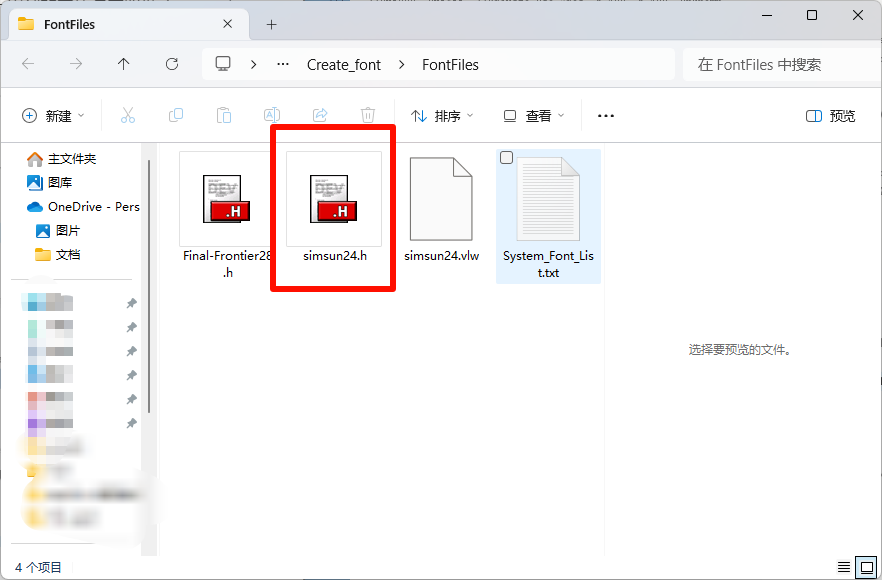 FontFiles
Create_font
FontFiles
在 FontFiles 中搜索
新建
排序
查看
预览
主文件夹
图库
OneDrive - Pers
图片
文档
DEV
.H
Final-Frontier28
.h
DEV
.H
simsun24.h
simsun24.vlw
System_Font_Lis
t.txt
选择要预览的文件。
4 个项目